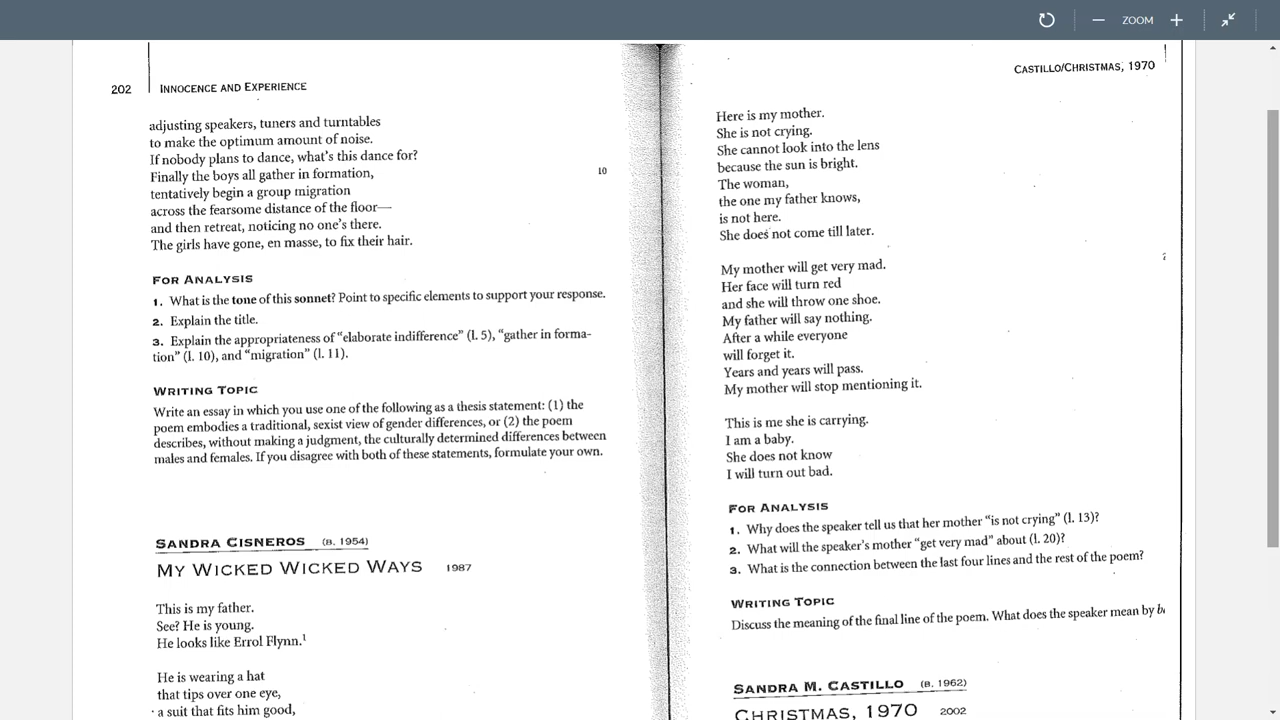 ZOOM
202 INNOCENCE AND EXPERIENCE
adjusting speakers, tuners and turntables
to make the optimum amount of noise.
If nobody plans to dance, what's this dance for?
Finally the boys all gather in formation, 10
tentatively begin a group migration
across the fearsome distance of the floor—
and then retreat, noticing no one's there.
The girls have gone, en masse, to fix their hair.
FOR ANALYSIS
1. What is the tone of this sonnet? Point to specific elements to support your response.
2. Explain the title.
3. Explain the appropriateness of "elaborate indifference" (l. 5), "gather in forma-
tion" (l. 10), and "migration" (l. 11).
WRITING TOPIC
Write an essay in which you use one of the following as a thesis statement: (1) the
poem embodies a traditional, sexist view of gender differences, or (2) the poem
describes, without making a judgment, the culturally determined differences between
males and females. If you disagree with both of these statements, formulate your own.
SANDRA CISNEROS (B. 1954)
MY WICKED WICKED WAYS 1987
This is my father.
See? He is young.
He looks like Errol Flynn.¹
He is wearing a hat
that tips over one eye,
a suit that fits him good,
CASTILLO/CHRISTMAS, 1970
Here is my mother.
She is not crying.
She cannot look into the lens
because the sun is bright.
The woman,
the one my father knows,
is not here.
She does not come till later.
My mother will get very mad.
Her face will turn red
and she will throw one shoe.
My father will say nothing.
After a while everyone
will forget it.
Years and years will pass.
My mother will stop mentioning it.
This is me she is carrying.
I am a baby.
She does not know
I will turn out bad.
FOR ANALYSIS
1. Why does the speaker tell us that her mother "is not crying" (l. 13)?
2. What will the speaker's mother "get very mad" about (l. 20)?
3. What is the connection between the last four lines and the rest of the poem?
WRITING TOPIC
Discuss the meaning of the final line of the poem. What does the speaker mean by
SANDRA M. CASTILLO (B. 1962)
CHRISTMAS, 1970 2002